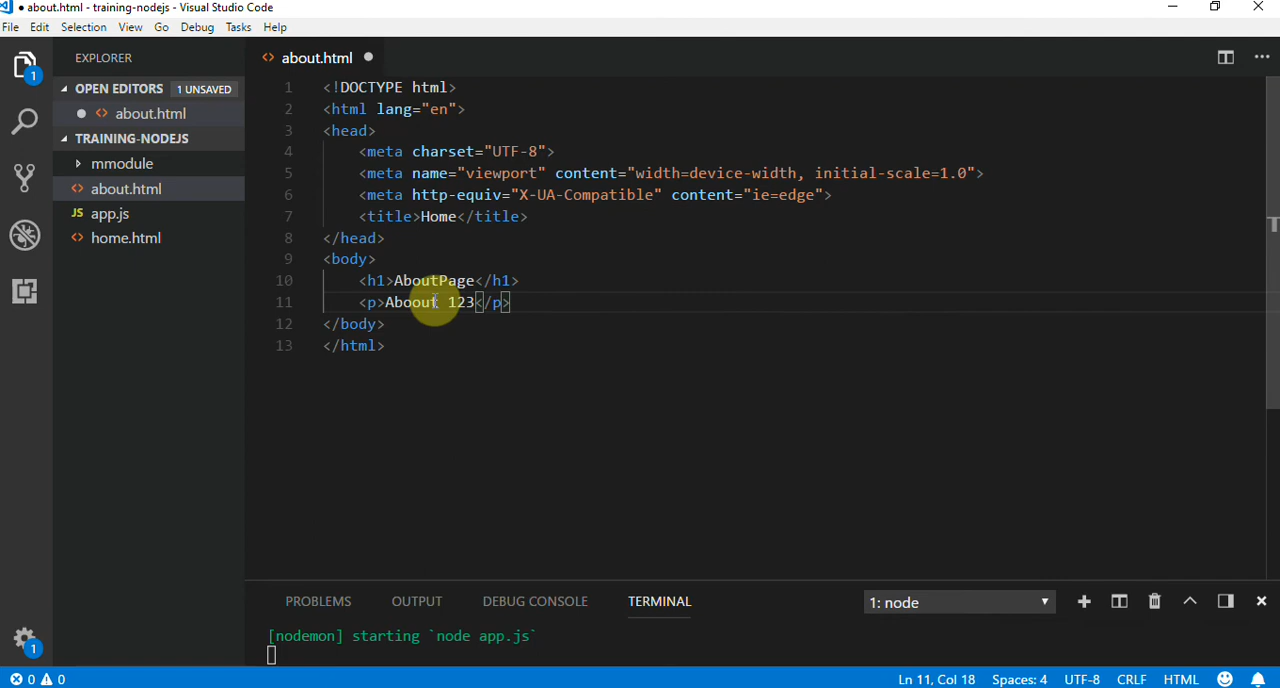 ● about.html - training-nodejs - Visual Studio Code
File Edit Selection View Go Debug Tasks Help
EXPLORER
OPEN EDITORS 1 UNSAVED
<> about.html
TRAINING-NODEJS
mmodule
<> about.html
JS app.js
<> home.html
1
1
<> about.html ●
1 <!DOCTYPE html>
2 <html lang="en">
3 <head>
4 <meta charset="UTF-8">
5 <meta name="viewport" content="width=device-width, initial-scale=1.0">
6 <meta http-equiv="X-UA-Compatible" content="ie=edge">
7 <title>Home</title>
8 </head>
9 <body>
10 <h1>AboutPage</h1>
11 <p>Aboout 123</p>
12 </body>
13 </html>
PROBLEMS OUTPUT DEBUG CONSOLE TERMINAL 1: node
[nodemon] starting `node app.js`
0 0 Ln 11, Col 18 Spaces: 4 UTF-8 CRLF HTML